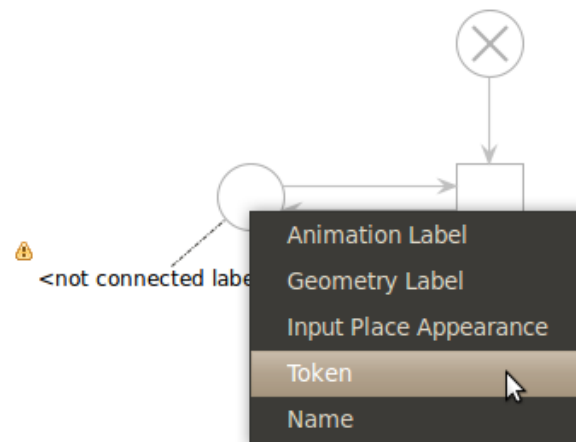 Animation Label
<not connected labe
Geometry Label
Input Place Appearance
Token
Name